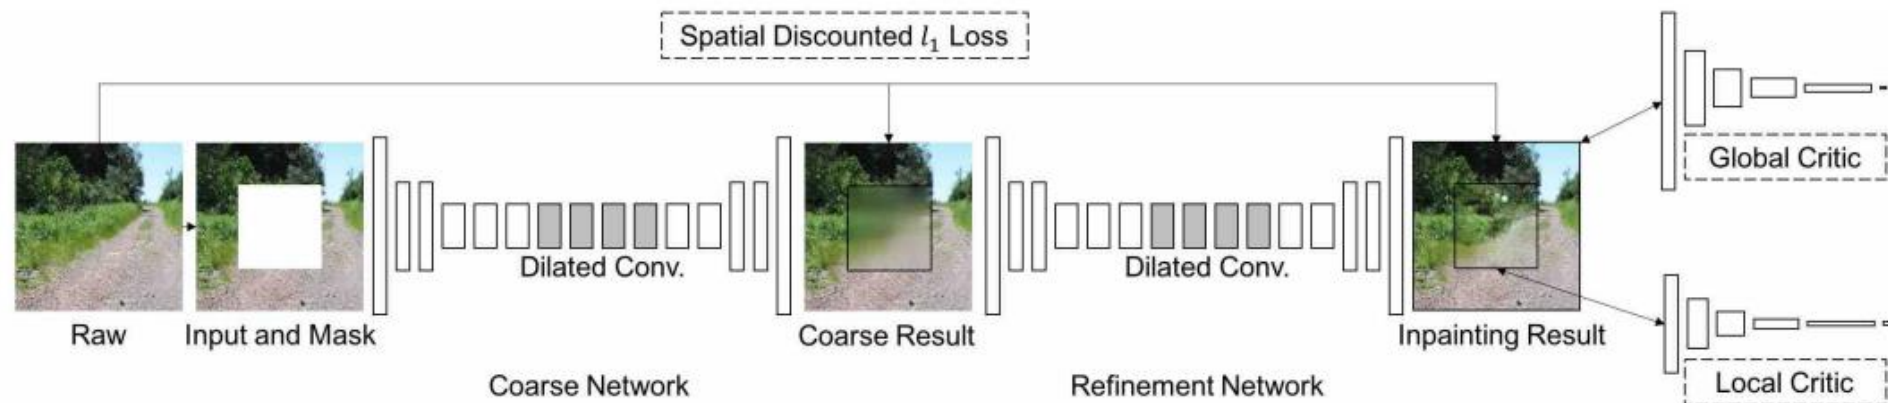 Spatial Discounted l₁ Loss
Global Critic
Dilated Conv.
Dilated Conv.
Raw
Input and Mask
Coarse Result
Inpainting Result
Coarse Network
Refinement Network
Local Critic